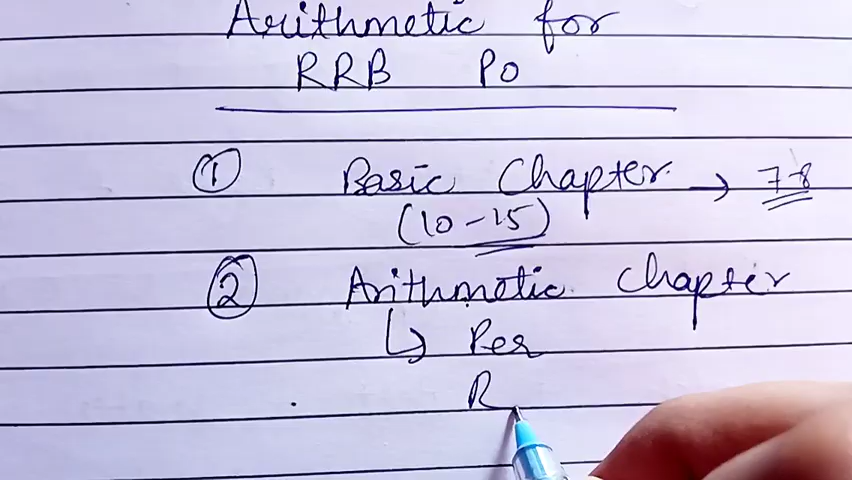 Arithmetic for
RRB PO
① Basic Chapter. → 7-8
(10-15)
② Arithmetic Chapter
↳ Per
R